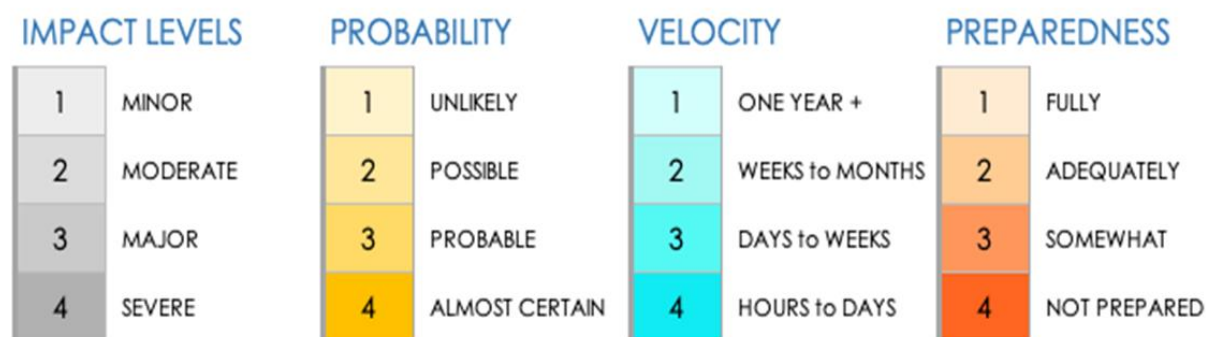 IMPACT LEVELS PROBABILITY VELOCITY PREPAREDNESS
1 MINOR 1 UNLIKELY 1 ONE YEAR + 1 FULLY
2 MODERATE 2 POSSIBLE 2 WEEKS to MONTHS 2 ADEQUATELY
3 MAJOR 3 PROBABLE 3 DAYS to WEEKS 3 SOMEWHAT
4 SEVERE 4 ALMOST CERTAIN 4 HOURS to DAYS 4 NOT PREPARED